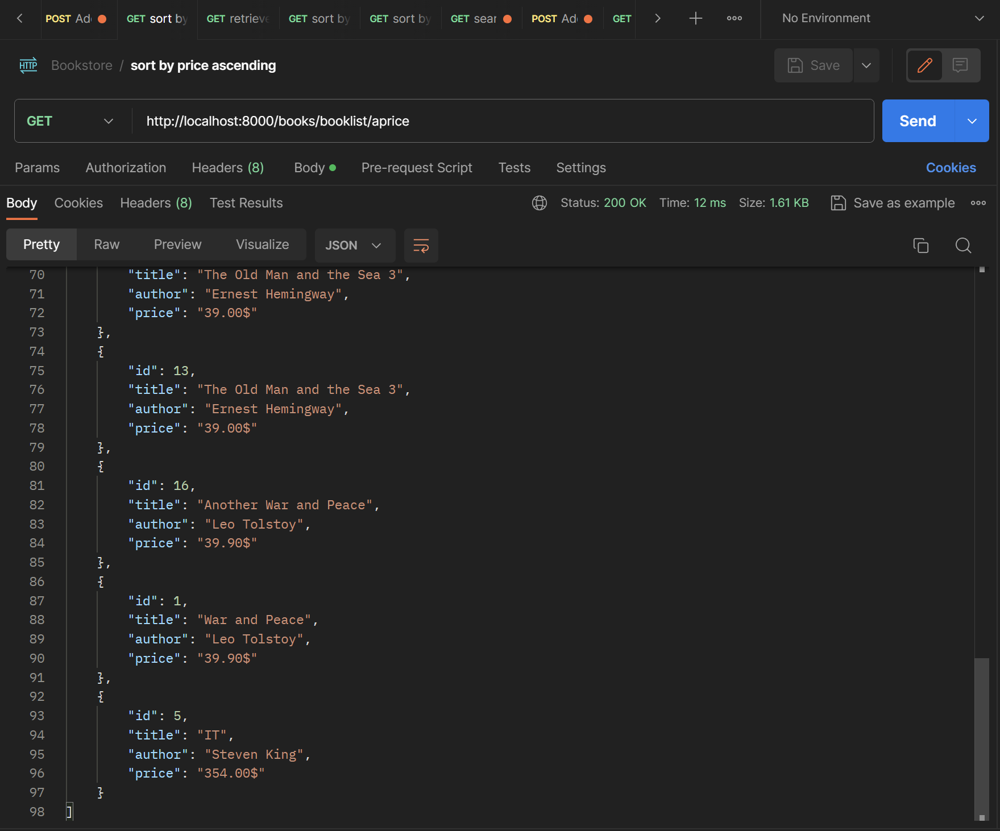 POST Ad
GET sort by
GET retrieve
GET sort by
GET sort by
GET sear
POST Ad
GET
No Environment
HTTP
Bookstore / sort by price ascending
Save
GET
http://localhost:8000/books/booklist/aprice
Send
Params Authorization Headers (8) Body Pre-request Script Tests Settings Cookies
Body Cookies Headers (8) Test Results Status: 200 OK Time: 12 ms Size: 1.61 KB Save as example
Pretty Raw Preview Visualize JSON
70 "title": "The Old Man and the Sea 3",
71 "author": "Ernest Hemingway",
72 "price": "39.00$"
73 },
74 {
75 "id": 13,
76 "title": "The Old Man and the Sea 3",
77 "author": "Ernest Hemingway",
78 "price": "39.00$"
79 },
80 {
81 "id": 16,
82 "title": "Another War and Peace",
83 "author": "Leo Tolstoy",
84 "price": "39.90$"
85 },
86 {
87 "id": 1,
88 "title": "War and Peace",
89 "author": "Leo Tolstoy",
90 "price": "39.90$"
91 },
92 {
93 "id": 5,
94 "title": "IT",
95 "author": "Steven King",
96 "price": "354.00$"
97 }
98 ]